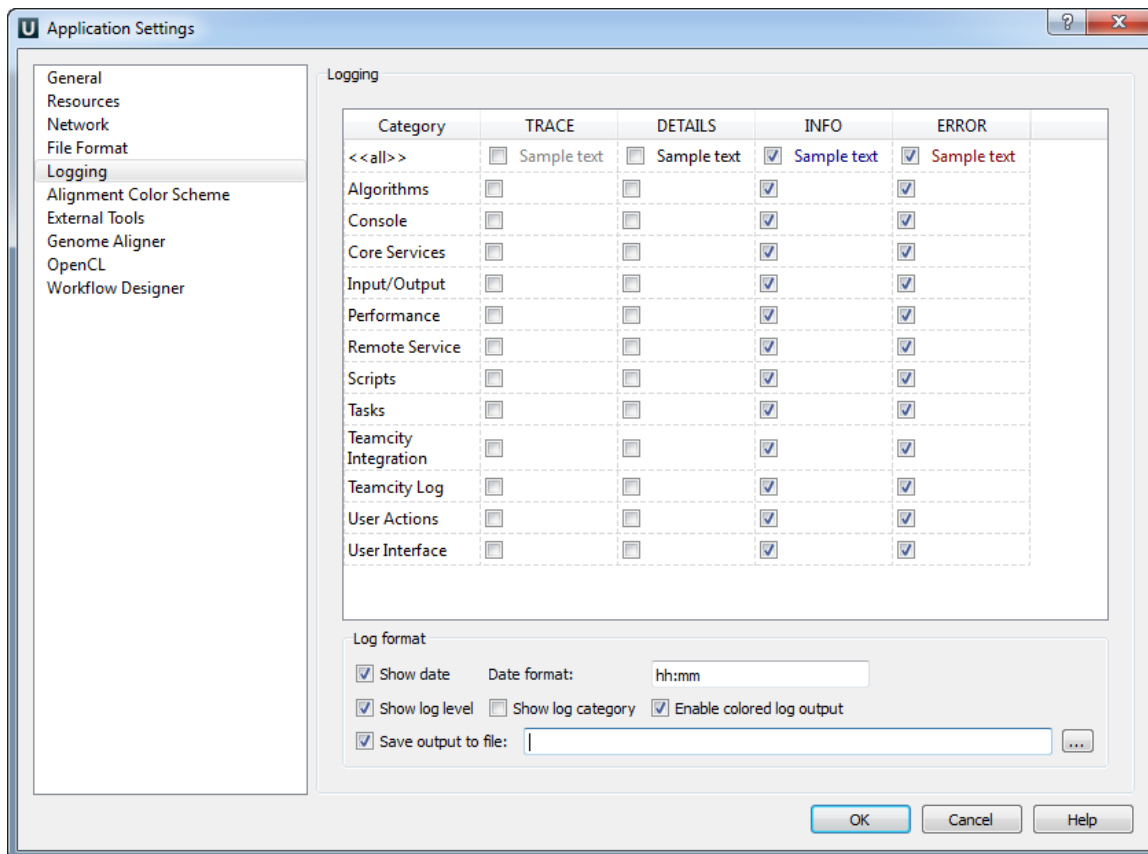 U Application Settings
General
Resources
Network
File Format
Logging
Alignment Color Scheme
External Tools
Genome Aligner
OpenCL
Workflow Designer
Logging
Category TRACE DETAILS INFO ERROR
<<all>> Sample text Sample text Sample text Sample text
Algorithms
Console
Core Services
Input/Output
Performance
Remote Service
Scripts
Tasks
Teamcity
Integration
Teamcity Log
User Actions
User Interface
Log format
Show date Date format: hh:mm
Show log level Show log category Enable colored log output
Save output to file: ...
OK Cancel Help